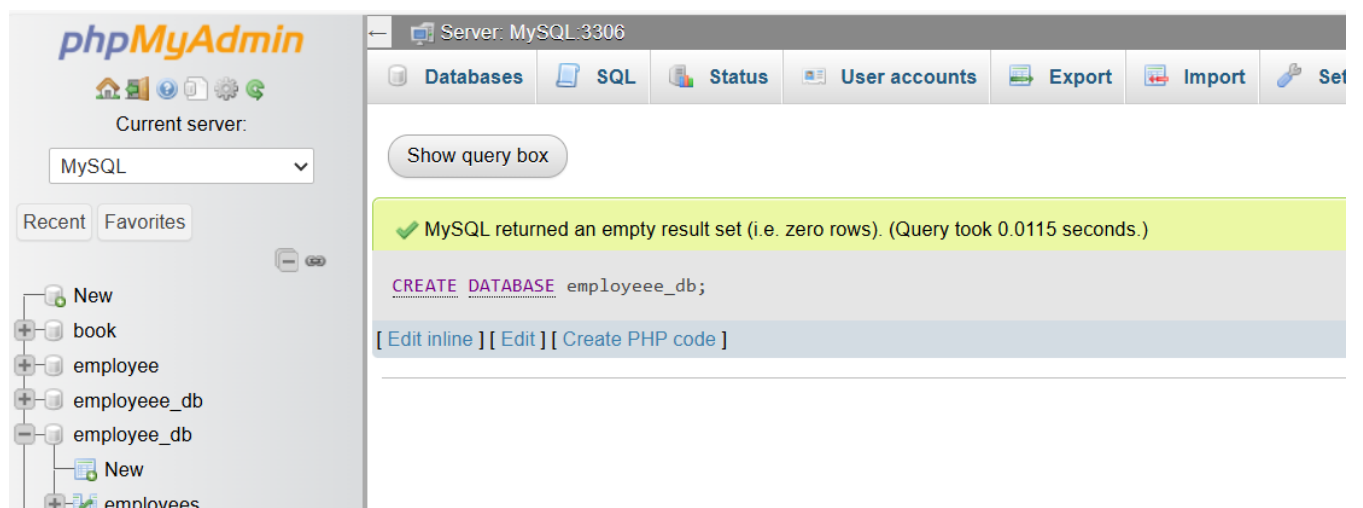 phpMyAdmin
Current server:
MySQL
Recent Favorites
New
book
employee
employeee_db
employee_db
New
employees
← Server: MySQL:3306
Databases SQL Status User accounts Export Import Set
Show query box
MySQL returned an empty result set (i.e. zero rows). (Query took 0.0115 seconds.)
CREATE DATABASE employeee_db;
[ Edit inline ] [ Edit ] [ Create PHP code ]